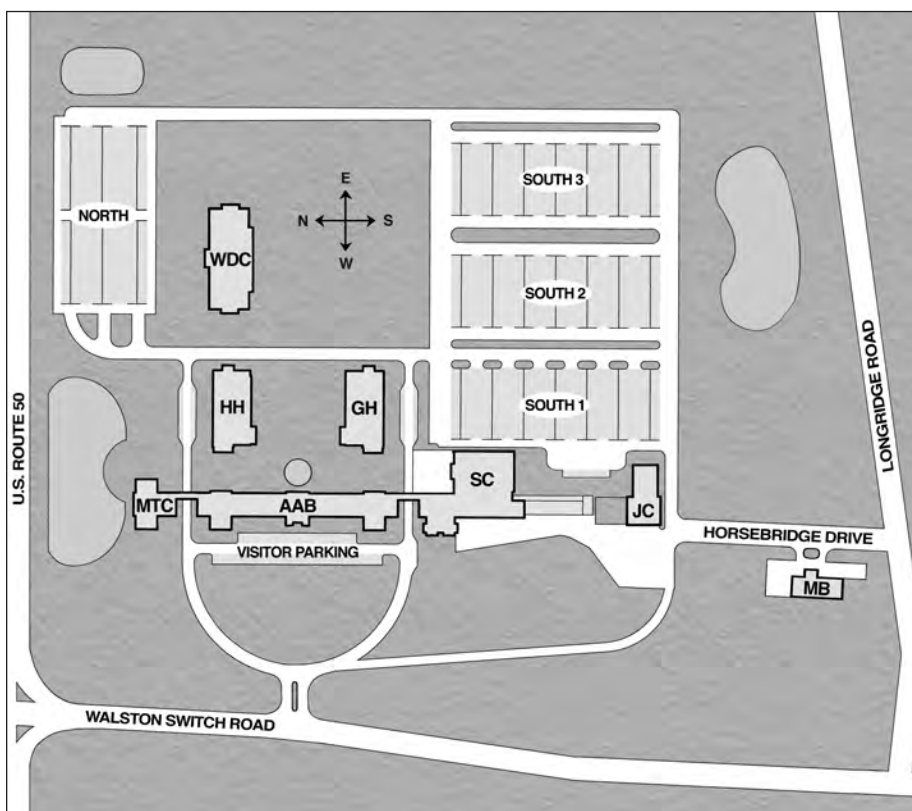 SOUTH 3
E
NORTH
N
S
WDC
W
SOUTH 2
U.S. ROUTE 50
LONGRIDGE ROAD
HH
GH
SOUTH 1
SC
MTC
AAB
JC
HORSEBRIDGE DRIVE
VISITOR PARKING
MB
WALSTON SWITCH ROAD